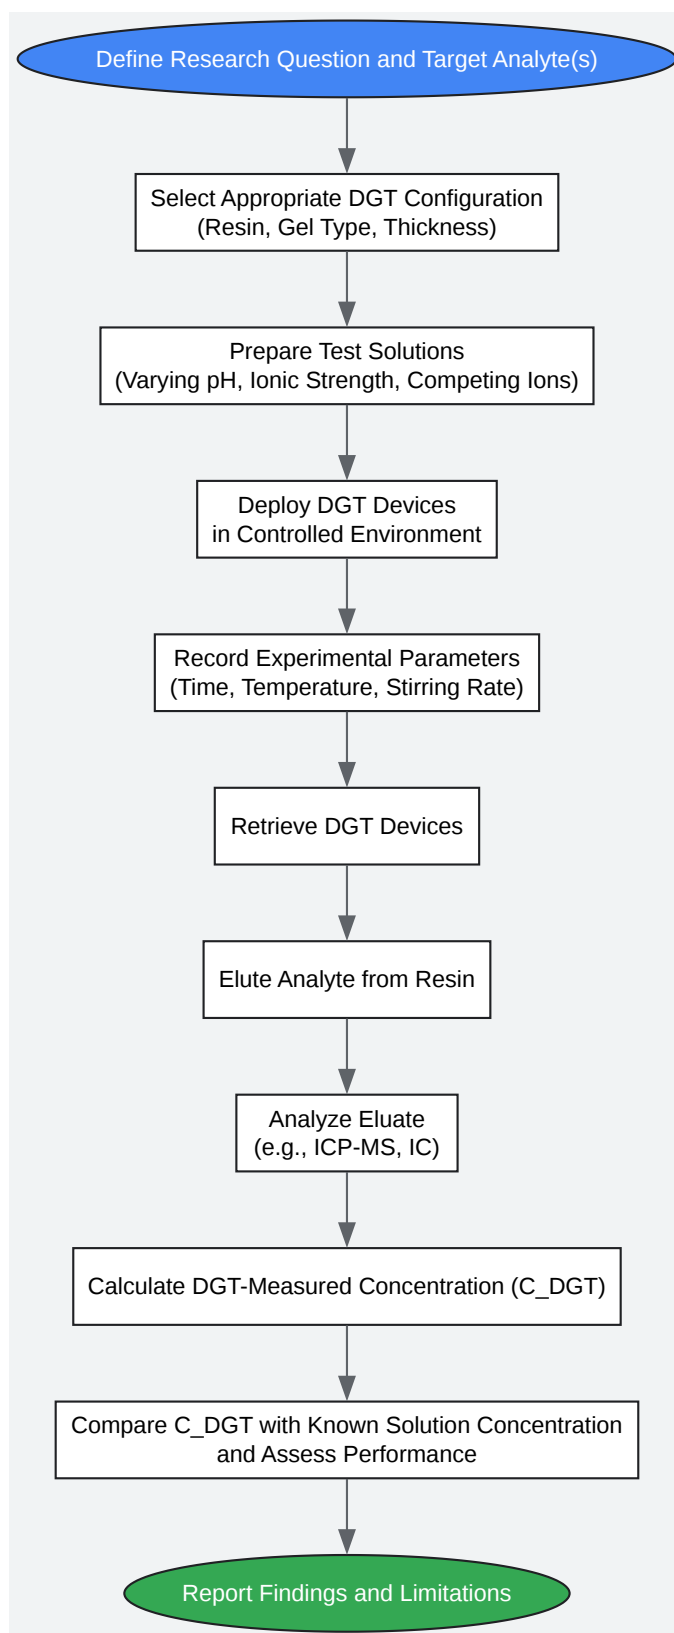 Define Research Question and Target Analyte(s)
Select Appropriate DGT Configuration
(Resin, Gel Type, Thickness)
Prepare Test Solutions
(Varying pH, Ionic Strength, Competing Ions)
Deploy DGT Devices
in Controlled Environment
Record Experimental Parameters
(Time, Temperature, Stirring Rate)
Retrieve DGT Devices
Elute Analyte from Resin
Analyze Eluate
(e.g., ICP-MS, IC)
Calculate DGT-Measured Concentration (C_DGT)
Compare C_DGT with Known Solution Concentration
and Assess Performance
Report Findings and Limitations